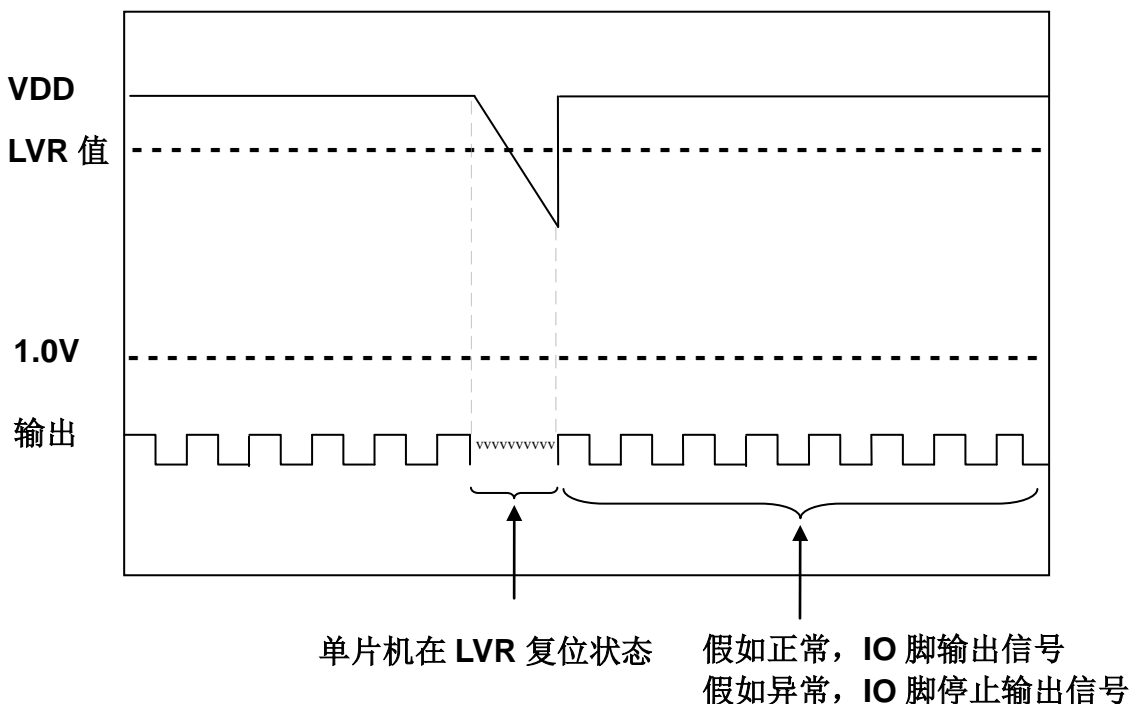 VDD
LVR 值
1.0V
输出
vvvvvvvvvv
单片机在 LVR 复位状态
假如正常，IO 脚输出信号
假如异常，IO 脚停止输出信号